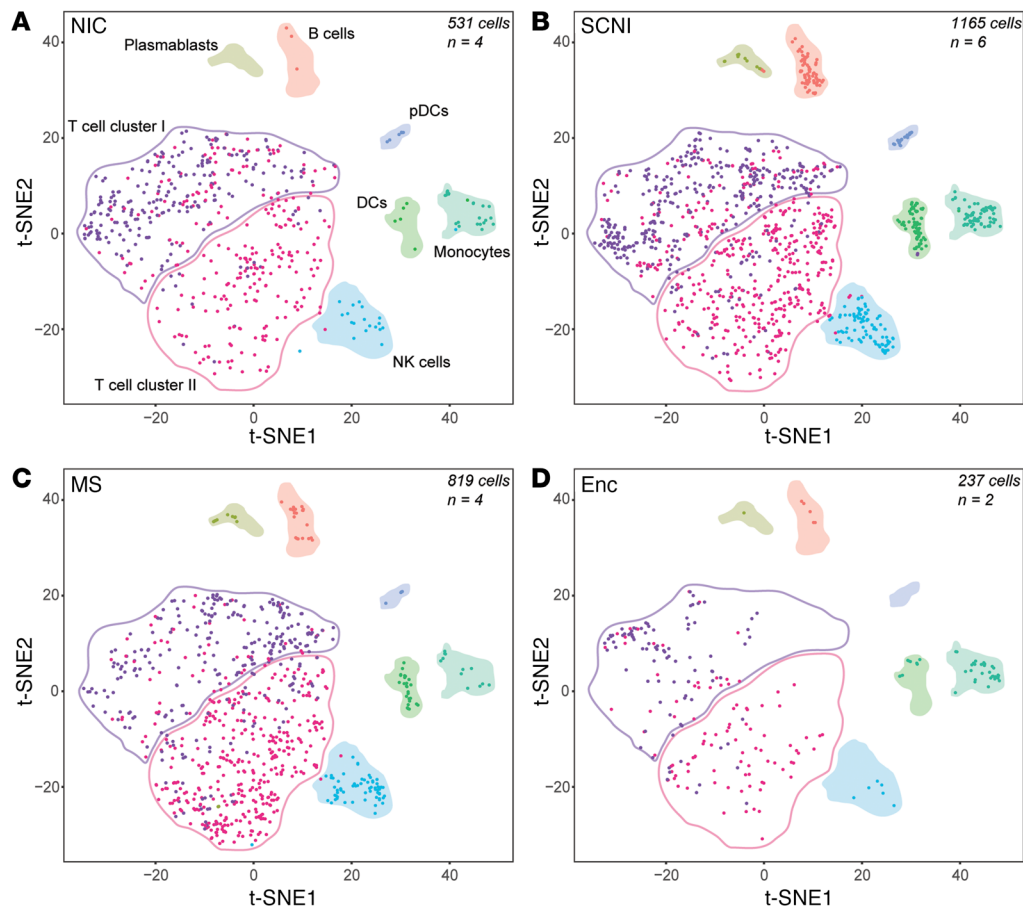 A
NIC
531 cells
n = 4
Plasmablasts
B cells
pDCs
T cell cluster I
DCs
Monocytes
NK cells
T cell cluster II
40
20
0
−20
−20
0
20
40
t-SNE2
t-SNE1
B
SCNI
1165 cells
n = 6
40
20
0
−20
−20
0
20
40
t-SNE2
t-SNE1
C
MS
819 cells
n = 4
40
20
0
−20
−20
0
20
40
t-SNE2
t-SNE1
D
Enc
237 cells
n = 2
40
20
0
−20
−20
0
20
40
t-SNE2
t-SNE1